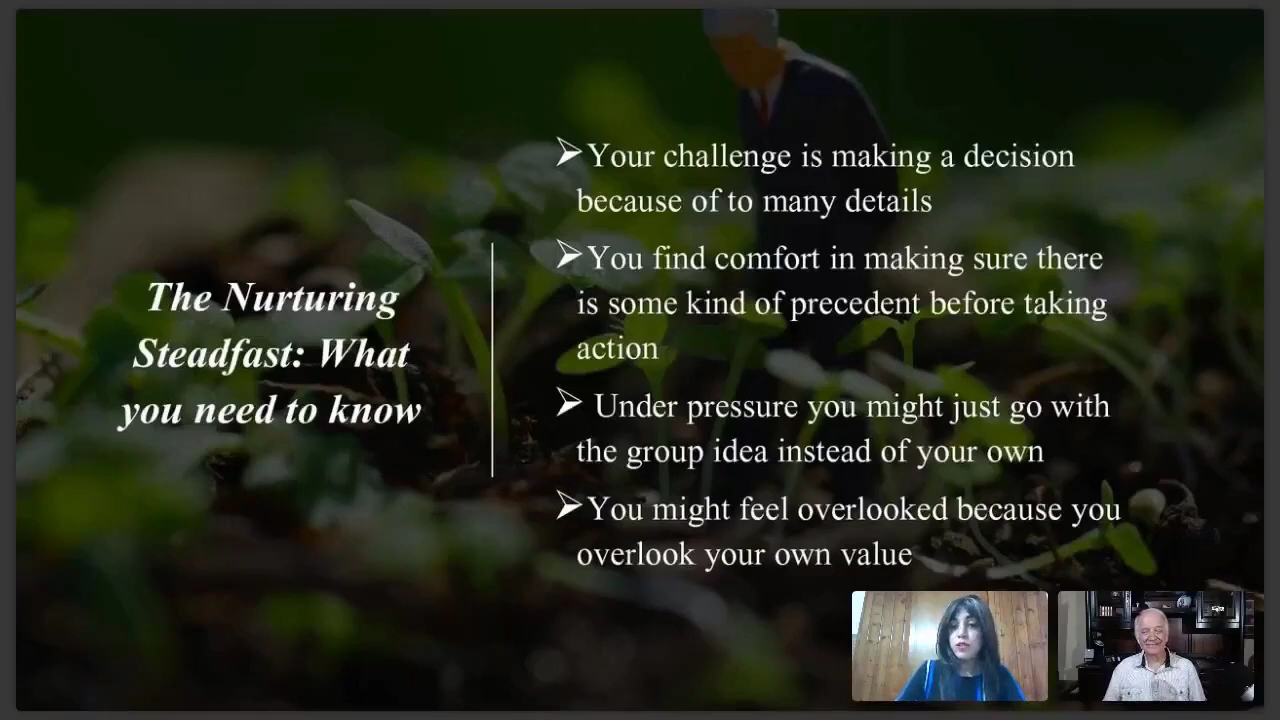 The Nurturing
Steadfast: What
you need to know
➢Your challenge is making a decision
because of to many details
➢You find comfort in making sure there
is some kind of precedent before taking
action
➢ Under pressure you might just go with
the group idea instead of your own
➢You might feel overlooked because you
overlook your own value